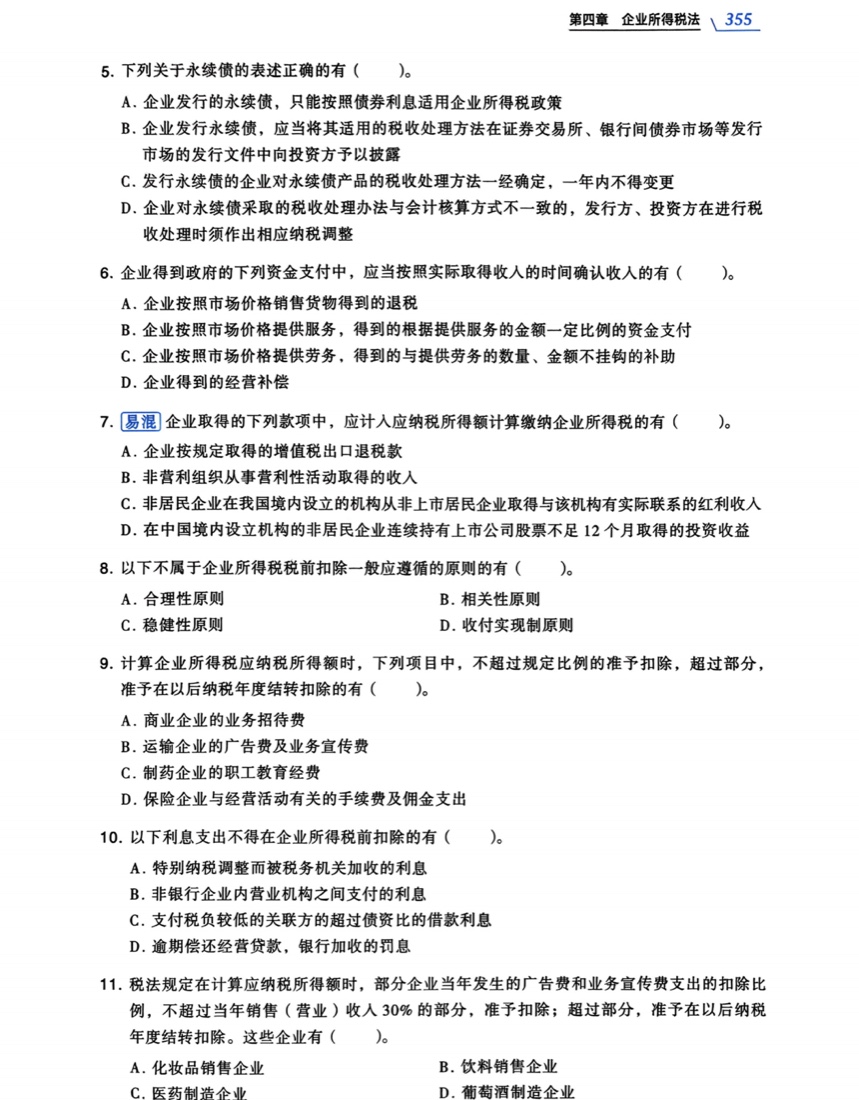 第四章 企业所得税法 355
5. 下列关于永续债的表述正确的有( )。
A. 企业发行的永续债，只能按照债券利息适用企业所得税政策
B. 企业发行永续债，应当将其适用的税收处理方法在证券交易所、银行间债券市场等发行
市场的发行文件中向投资方予以披露
C. 发行永续债的企业对永续债产品的税收处理方法一经确定，一年内不得变更
D. 企业对永续债采取的税收处理办法与会计核算方式不一致的，发行方、投资方在进行税
收处理时须作出相应纳税调整
6. 企业得到政府的下列资金支付中，应当按照实际取得收入的时间确认收入的有( )。
A. 企业按照市场价格销售货物得到的退税
B. 企业按照市场价格提供服务，得到的根据提供服务的金额一定比例的资金支付
C. 企业按照市场价格提供劳务，得到的与提供劳务的数量、金额不挂钩的补助
D. 企业得到的经营补偿
7. 易混 企业取得的下列款项中，应计入应纳税所得额计算缴纳企业所得税的有( )。
A. 企业按规定取得的增值税出口退税款
B. 非营利组织从事营利性活动取得的收入
C. 非居民企业在我国境内设立的机构从非上市居民企业取得与该机构有实际联系的红利收入
D. 在中国境内设立机构的非居民企业连续持有上市公司股票不足 12 个月取得的投资收益
8. 以下不属于企业所得税税前扣除一般应遵循的原则的有( )。
A. 合理性原则 B. 相关性原则
C. 稳健性原则 D. 收付实现制原则
9. 计算企业所得税应纳税所得额时，下列项目中，不超过规定比例的准予扣除，超过部分，
准予在以后纳税年度结转扣除的有( )。
A. 商业企业的业务招待费
B. 运输企业的广告费及业务宣传费
C. 制药企业的职工教育经费
D. 保险企业与经营活动有关的手续费及佣金支出
10. 以下利息支出不得在企业所得税前扣除的有( )。
A. 特别纳税调整而被税务机关加收的利息
B. 非银行企业内营业机构之间支付的利息
C. 支付税负较低的关联方的超过债资比的借款利息
D. 逾期偿还经营贷款，银行加收的罚息
11. 税法规定在计算应纳税所得额时，部分企业当年发生的广告费和业务宣传费支出的扣除比
例，不超过当年销售（营业）收入 30% 的部分，准予扣除；超过部分，准予在以后纳税
年度结转扣除。这些企业有( )。
A. 化妆品销售企业 B. 饮料销售企业
C. 医药制造企业 D. 葡萄酒制造企业